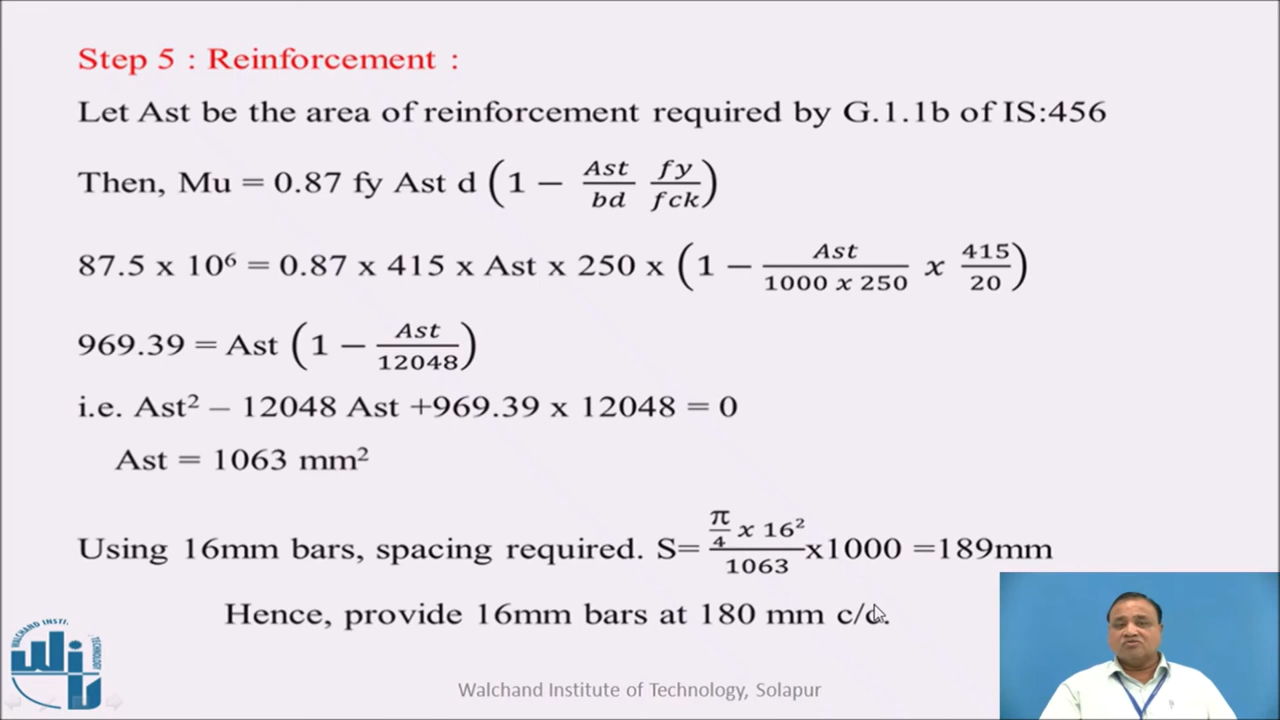 Step 5 : Reinforcement :
Let Ast be the area of reinforcement required by G.1.1b of IS:456
Then, Mu = 0.87 fy Ast d (1 − Ast/bd fy/fck)
87.5 x 10⁶ = 0.87 x 415 x Ast x 250 x (1 − Ast/1000 x 250 x 415/20)
969.39 = Ast (1 − Ast/12048)
i.e. Ast² – 12048 Ast +969.39 x 12048 = 0
Ast = 1063 mm²
Using 16mm bars, spacing required. S= π/4 x 16²/1063 x1000 =189mm
Hence, provide 16mm bars at 180 mm c/c.
WALCHAND INSTI
TECHNOLOGY
WIT
Walchand Institute of Technology, Solapur